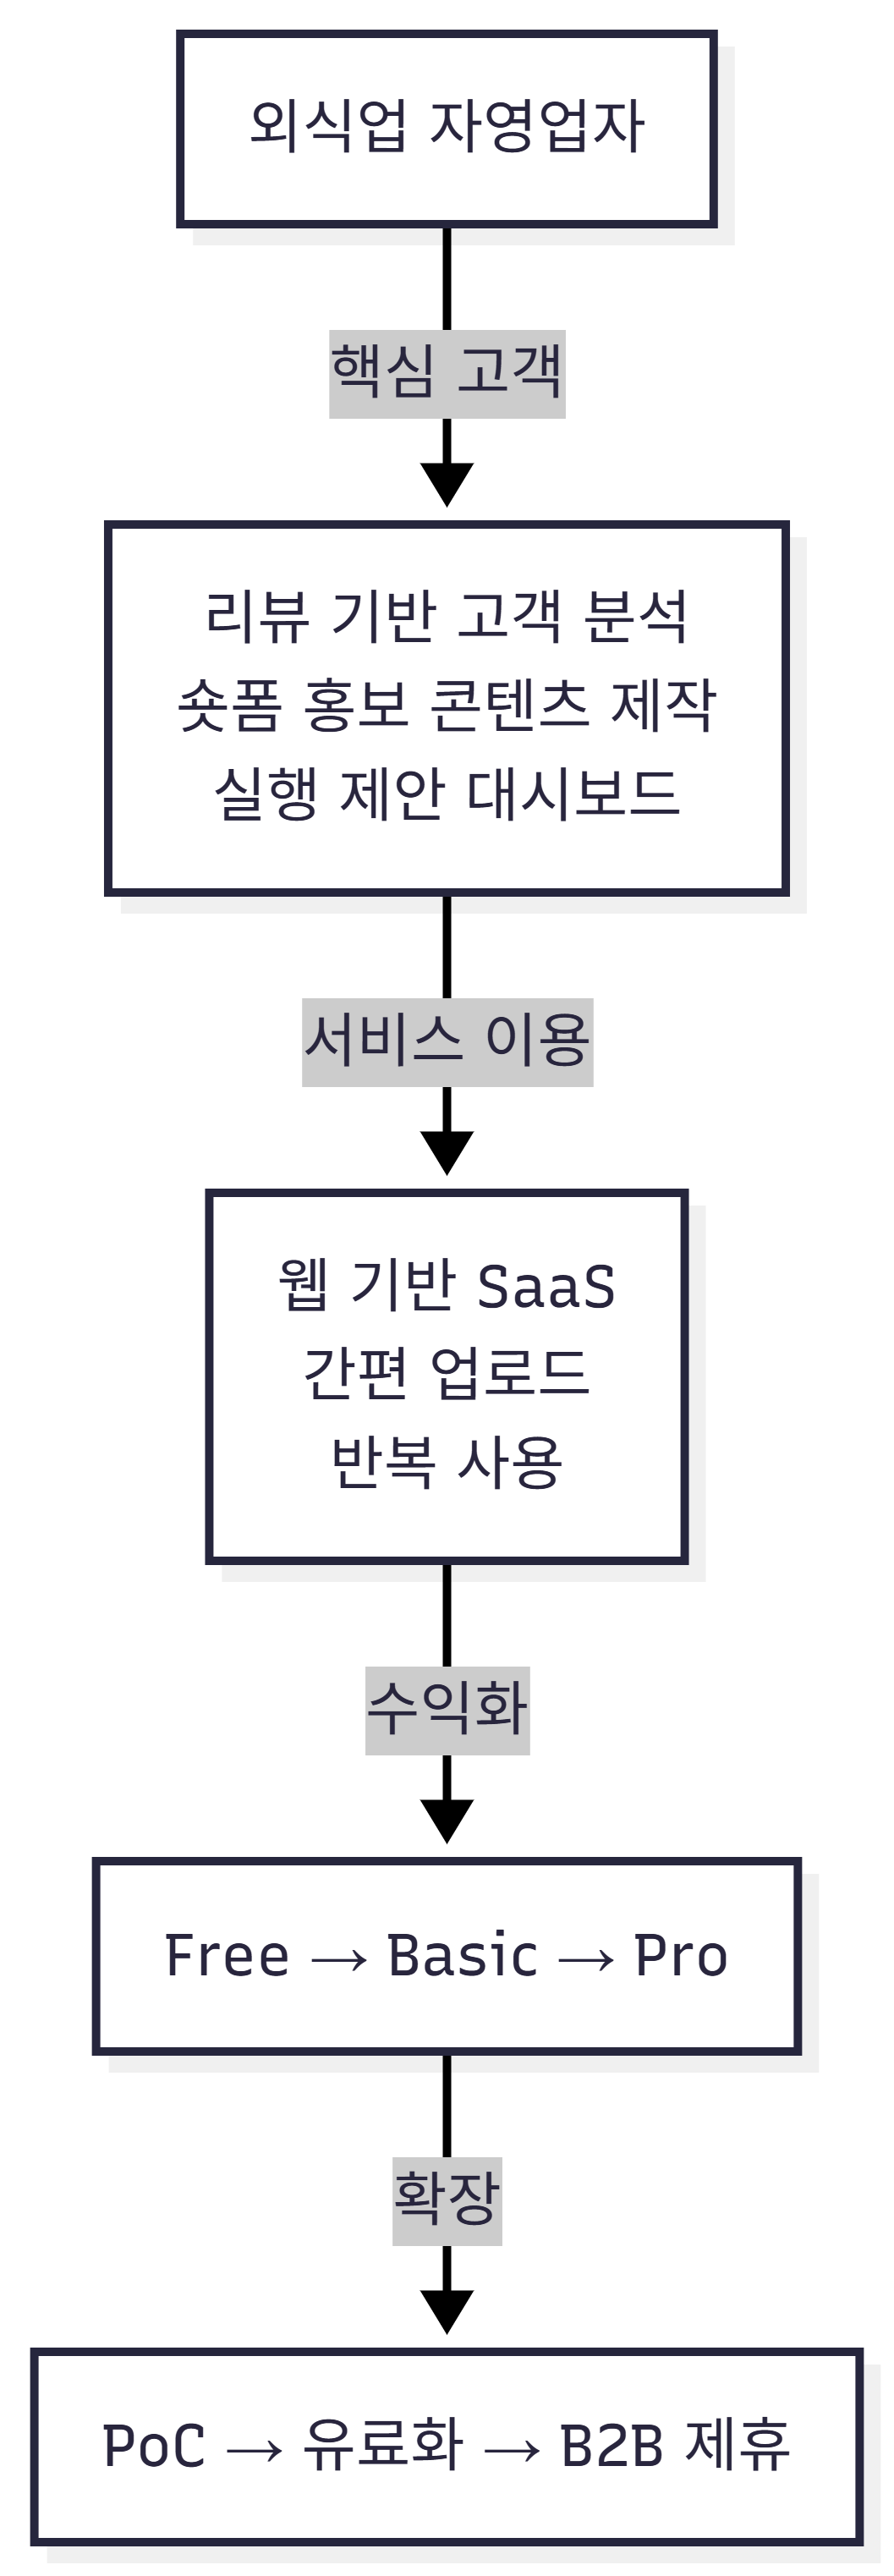 외식업 자영업자
핵심 고객
리뷰 기반 고객 분석
숏폼 홍보 콘텐츠 제작
실행 제안 대시보드
서비스 이용
웹 기반 SaaS
간편 업로드
반복 사용
수익화
Free → Basic → Pro
확장
PoC → 유료화 → B2B 제휴